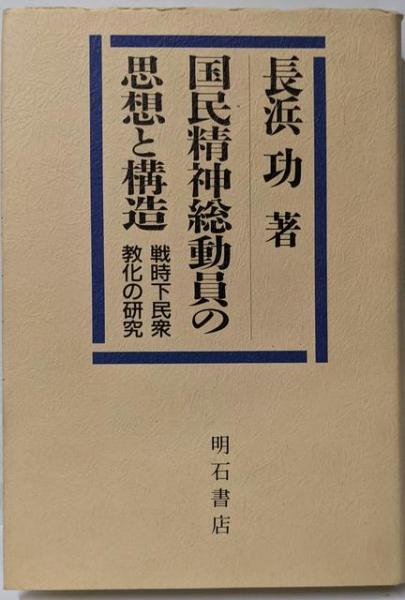 長浜 功 著
国民精神総動員の
思想と構造
戦時下民衆
教化の研究
明石書店